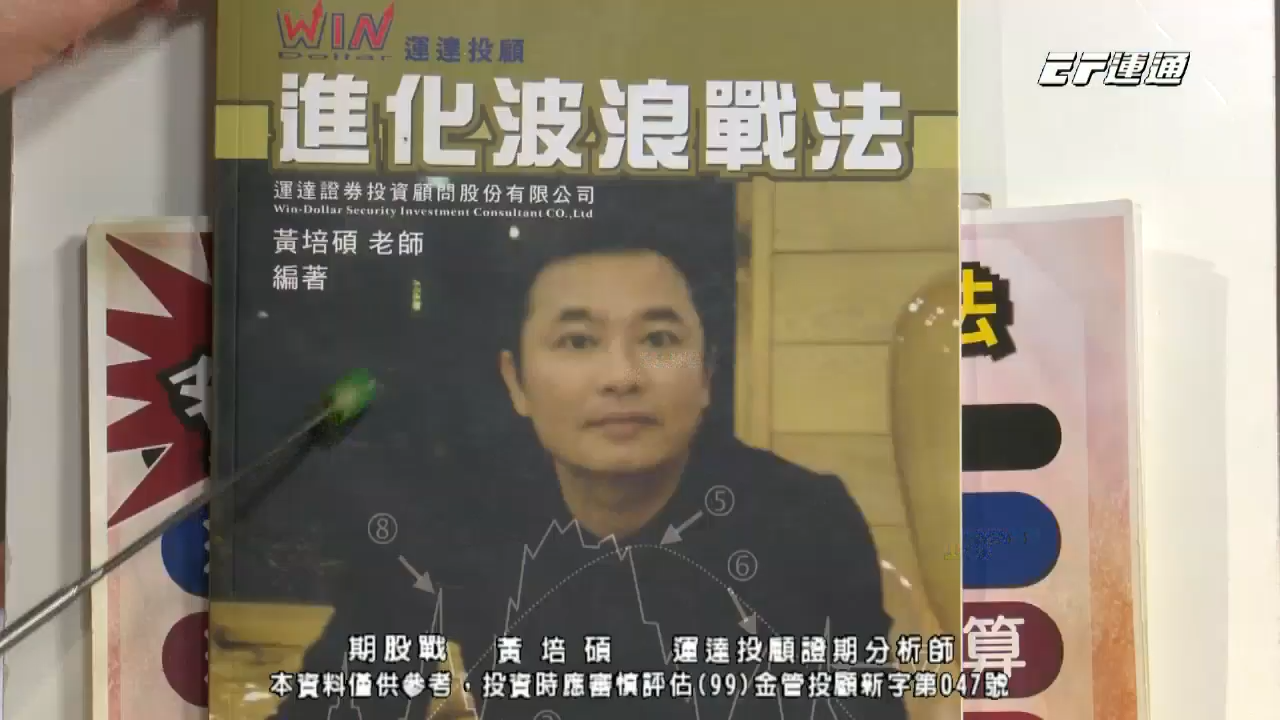 WIN
Dollar
運達投顧
EF運通
進化波浪戰法
運達證券投資顧問股份有限公司
Win-Dollar Security Investment Consultant CO.,Ltd
黃培碩 老師
編著
法
⑤
⑧
⑥
算
期股戰 黃培碩 運達投顧證期分析師
本資料僅供參考，投資時應審慎評估(99)金管投顧新字第047號